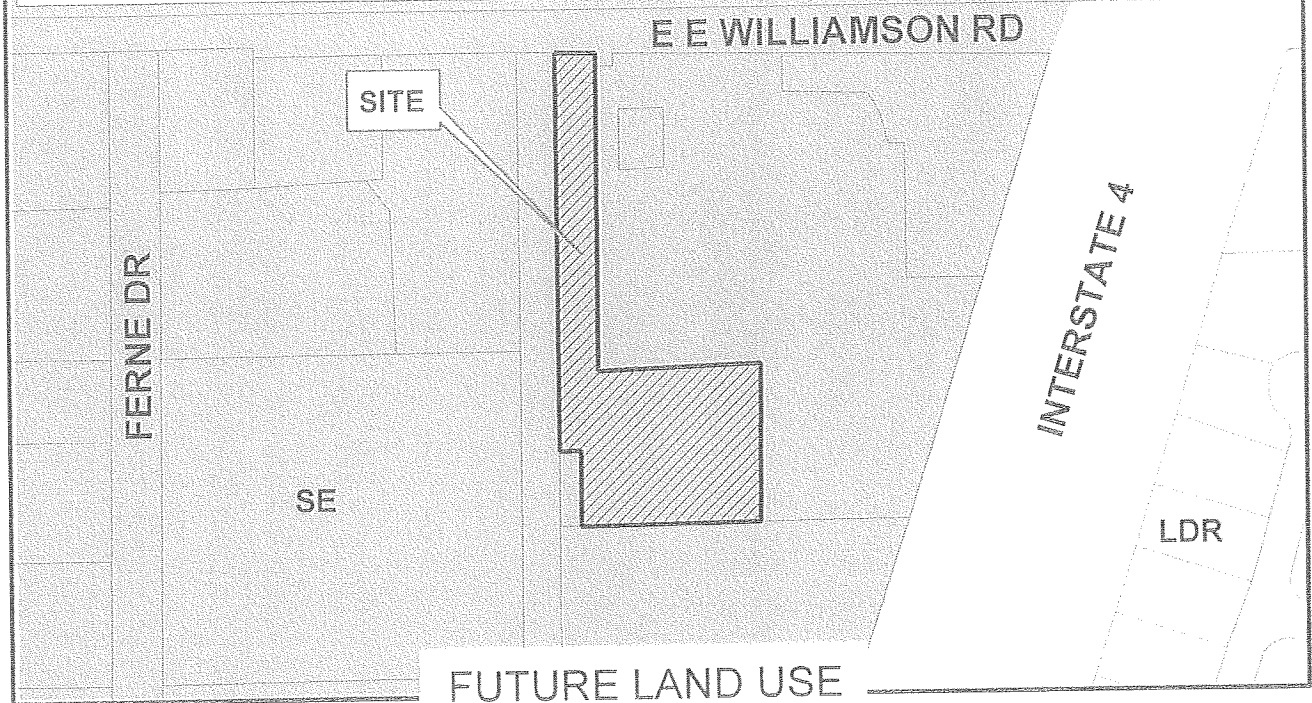 E E WILLIAMSON RD
SITE
FERNE DR
INTERSTATE 4
SE
LDR
FUTURE LAND USE